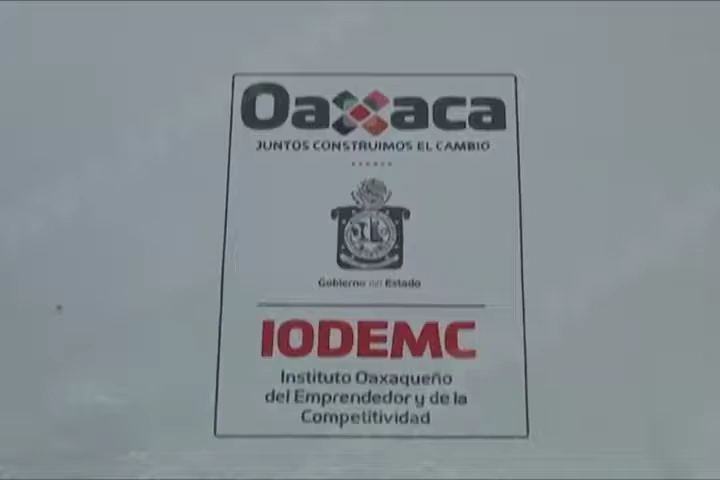 Oaxaca
JUNTOS CONSTRUIMOS EL CAMBIO
Gobierno del Estado
IODEMC
Instituto Oaxaqueño
del Emprendedor y de la
Competitividad